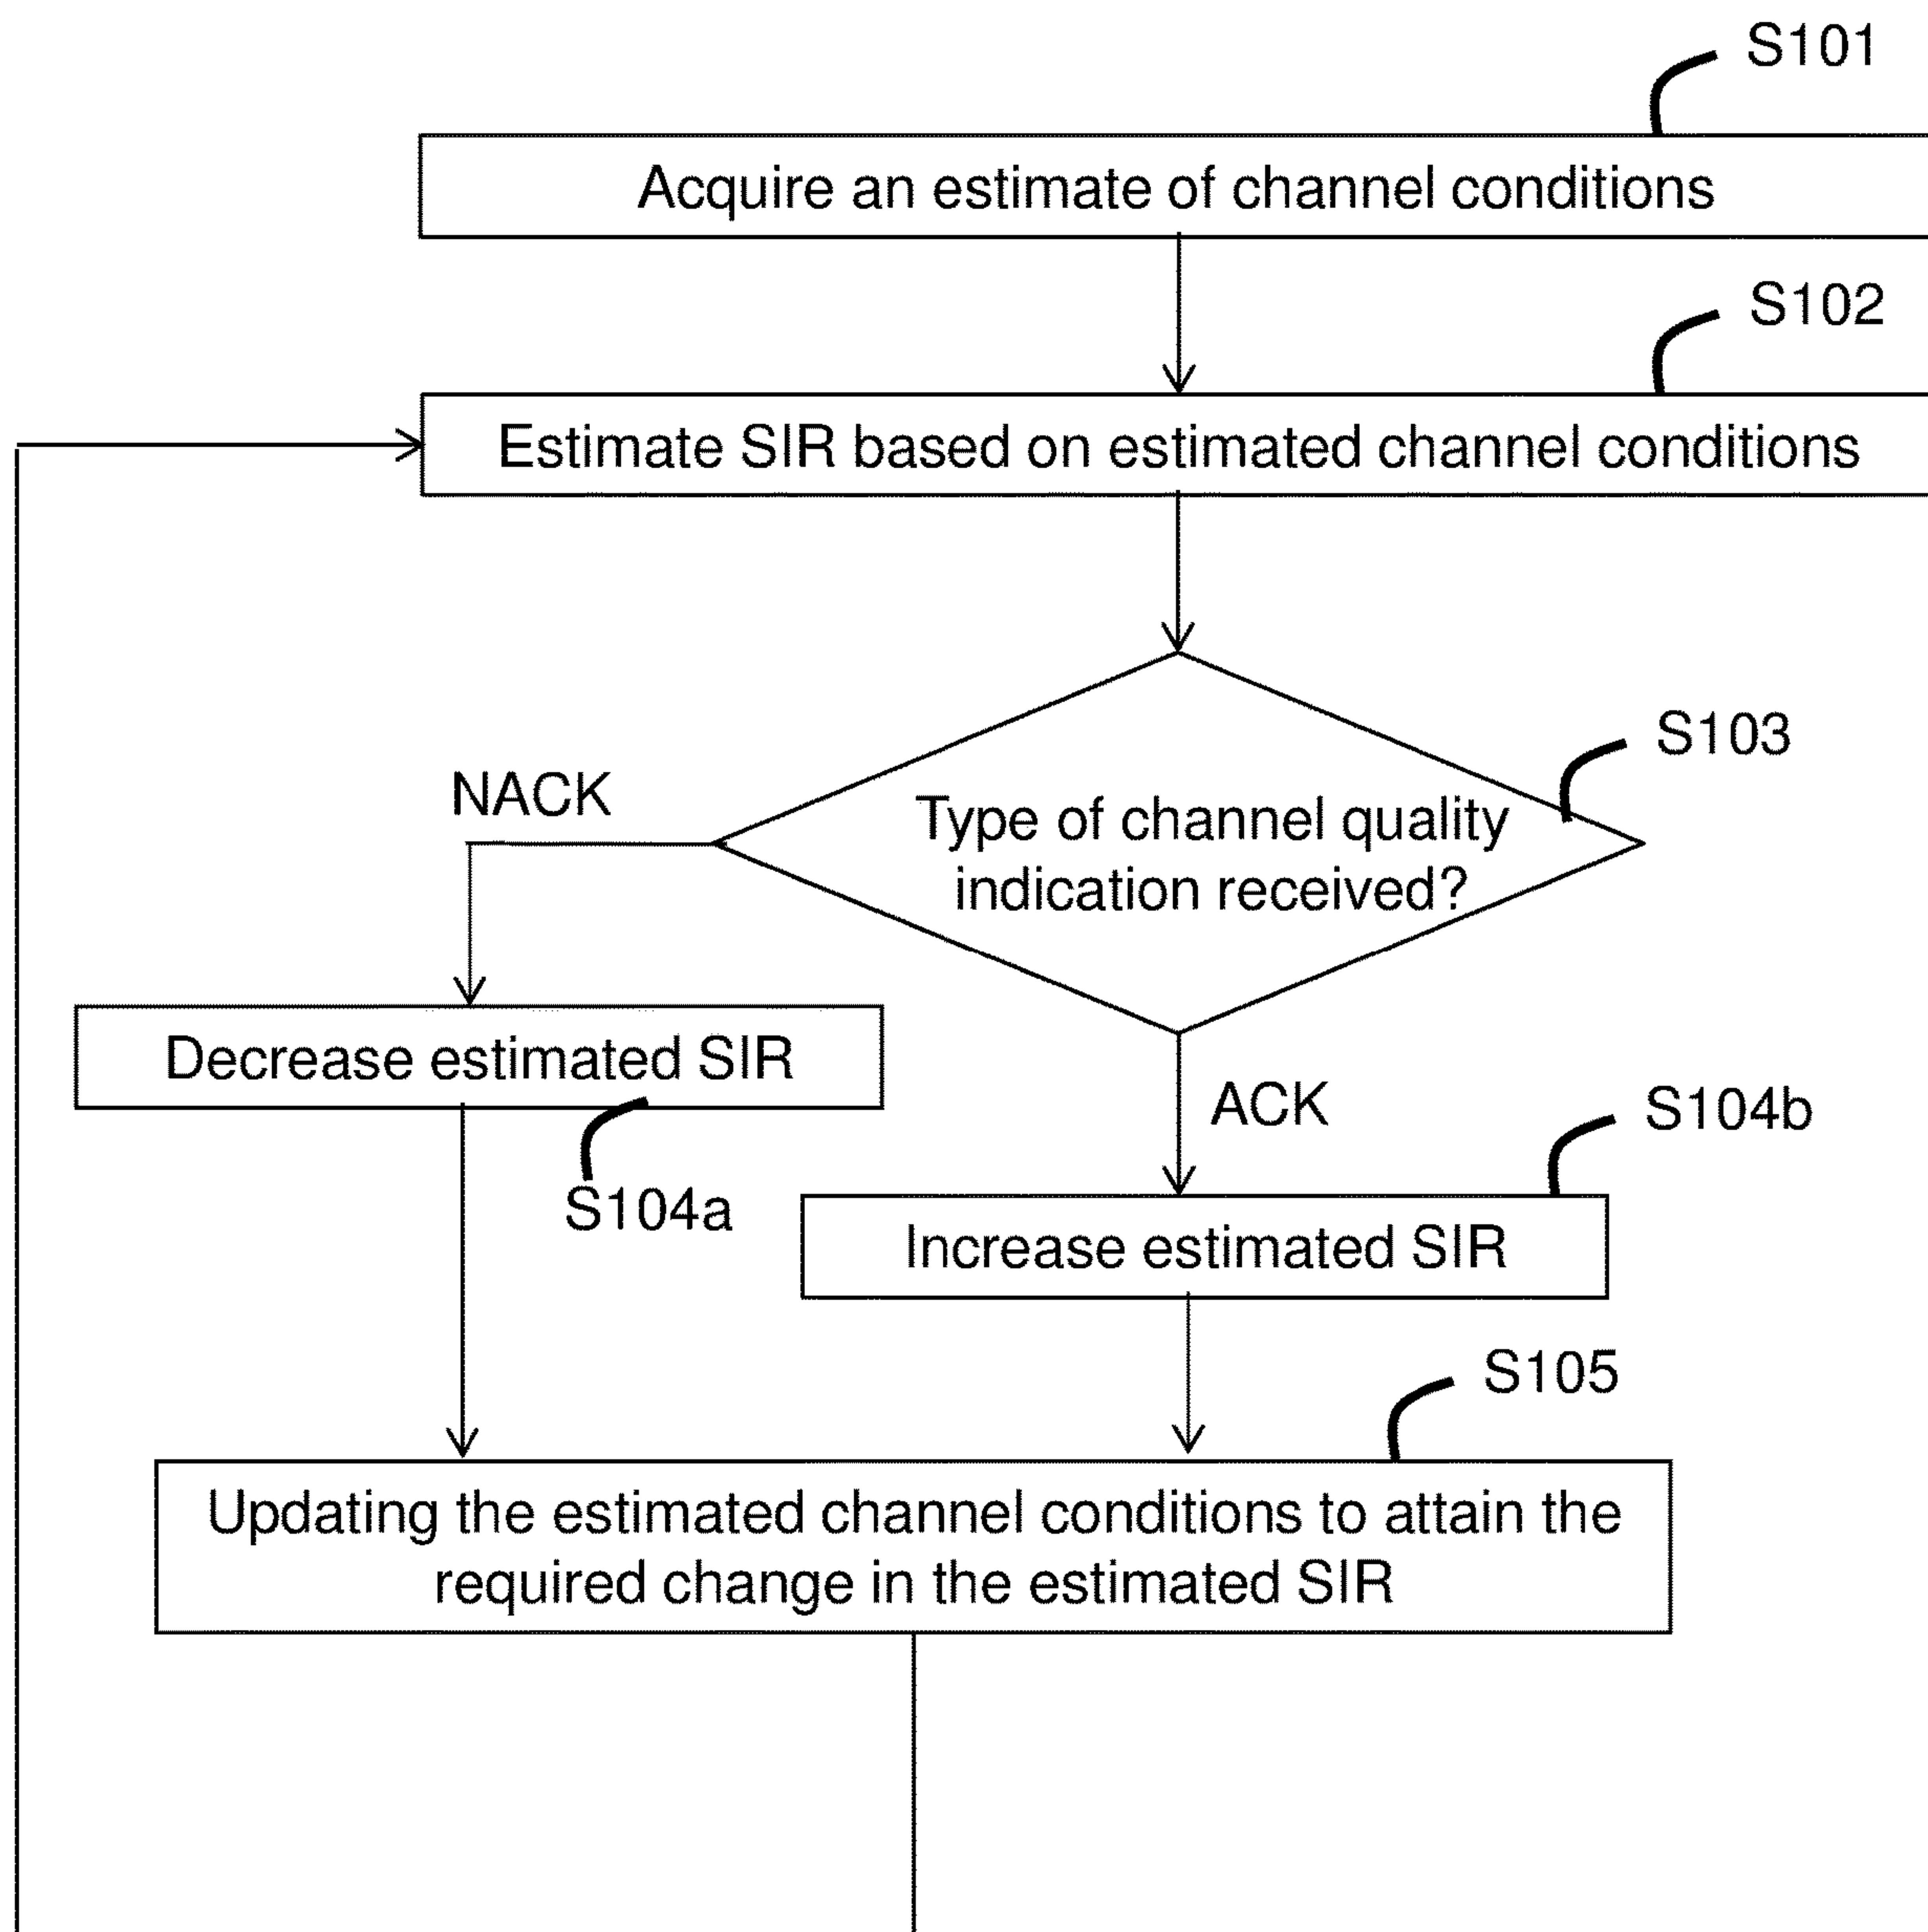 S101
Acquire an estimate of channel conditions
S102
Estimate SIR based on estimated channel conditions
S103
NACK
Type of channel quality
indication received?
Decrease estimated SIR
ACK
S104b
S104a
Increase estimated SIR
S105
Updating the estimated channel conditions to attain the
required change in the estimated SIR